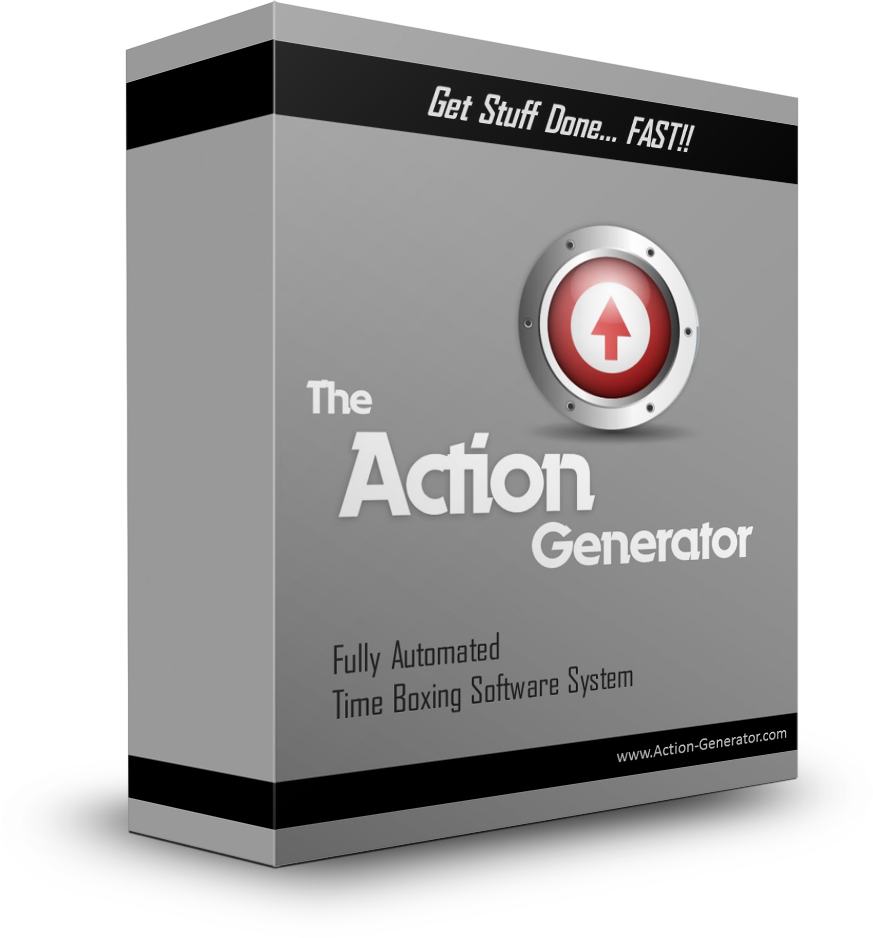 Get Stuff Done... FAST!!
The
Action
Generator
Fully Automated
Time Boxing Software System
www.Action-Generator.com